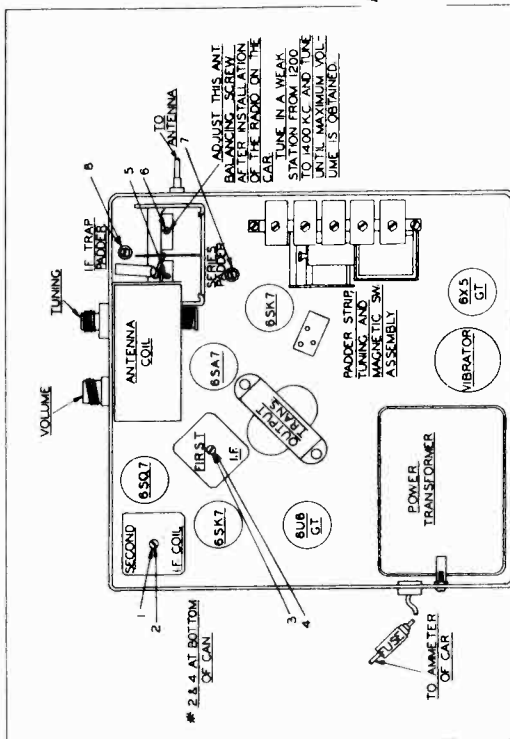 TUNING
VOLUME
I.F. TRAP
PADDER
8
5
6
TO
ANTENNA
7
ADJUST THIS ANT
BALANCING SCREW
AFTER INSTALLATION
OF THE RADIO ON THE
CAR.
TUNE IN A WEAK
STATION FROM 1200
TO 1400 K.C. AND TUNE
UNTIL MAXIMUM VOL-
UME IS OBTAINED.
ANTENNA
COIL
SERIES
PADDER
6SQ7
6SA7
6SK7
SECOND
I.F COIL
FIRST
I.F
6SK7
OUTPUT
TRANS
PADDER STRIP,
TUNING AND
MAGNETIC SW.
ASSEMBLY
1
2
3
4
# 2 & 4 AT BOTTOM
OF CAN
6U6
GT
POWER
TRANSFORMER
VIBRATOR
6X5
GT
FUSE
TO AMMETER
OF CAR